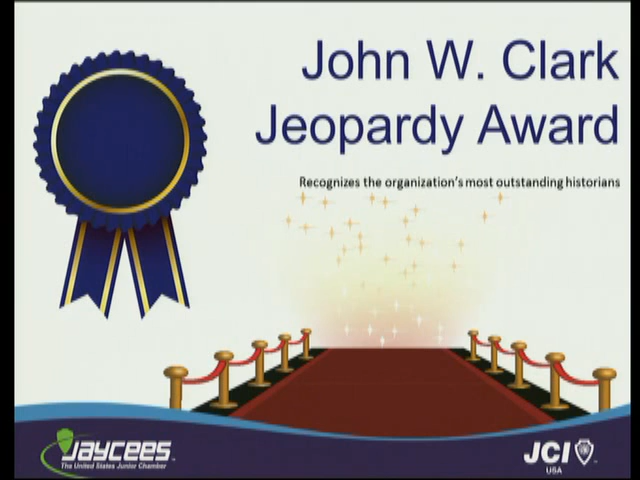 John W. Clark
Jeopardy Award
Recognizes the organization's most outstanding historians
JAYCEES
The United States Junior Chamber
JCI
USA